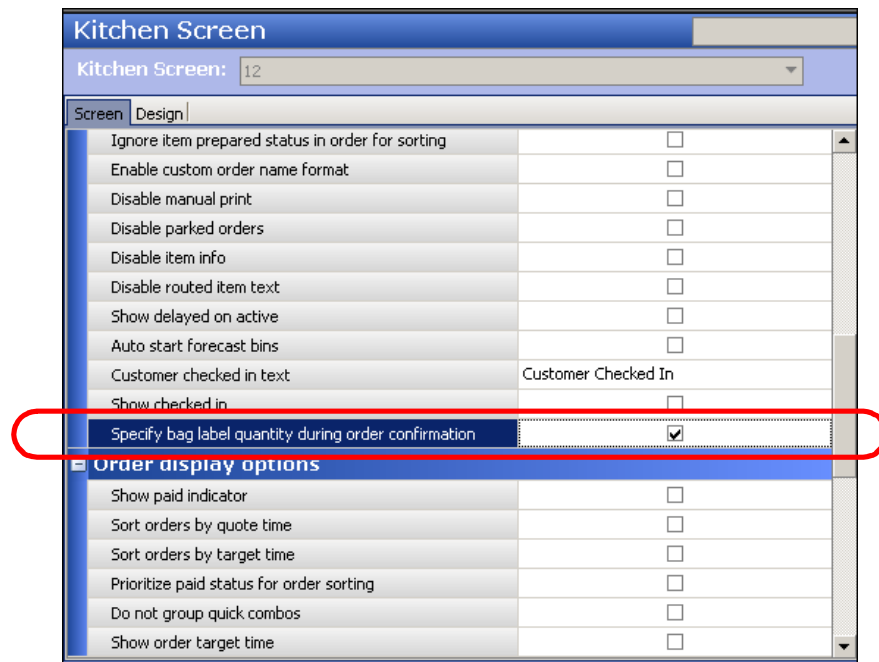 Kitchen Screen
Kitchen Screen: 12
Screen Design
Ignore item prepared status in order for sorting
Enable custom order name format
Disable manual print
Disable parked orders
Disable item info
Disable routed item text
Show delayed on active
Auto start forecast bins
Customer checked in text Customer Checked In
Show checked in
Specify bag label quantity during order confirmation
Order display options
Show paid indicator
Sort orders by quote time
Sort orders by target time
Prioritize paid status for order sorting
Do not group quick combos
Show order target time